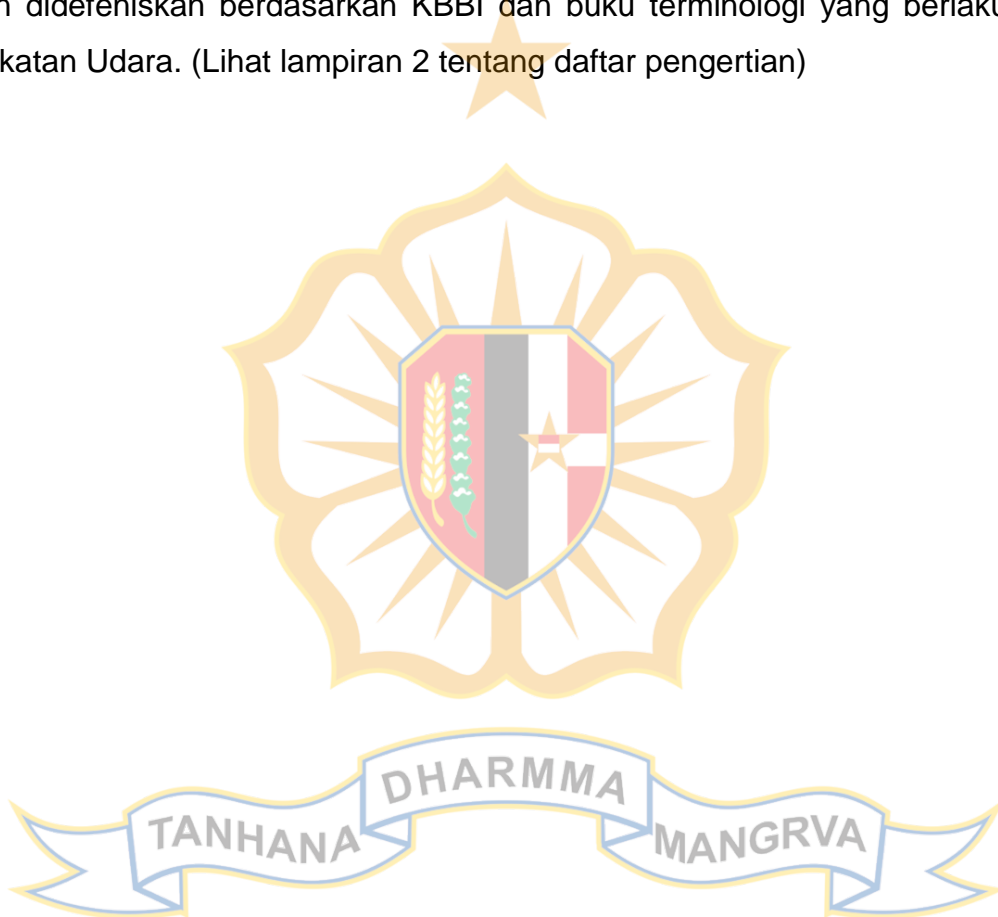 didefeniskan berdasarkan KBBI dan buku terminologi yang berlaku
katan Udara. (Lihat lampiran 2 tentang daftar pengertian)
DHARMMA
TANHANA MANGRVA